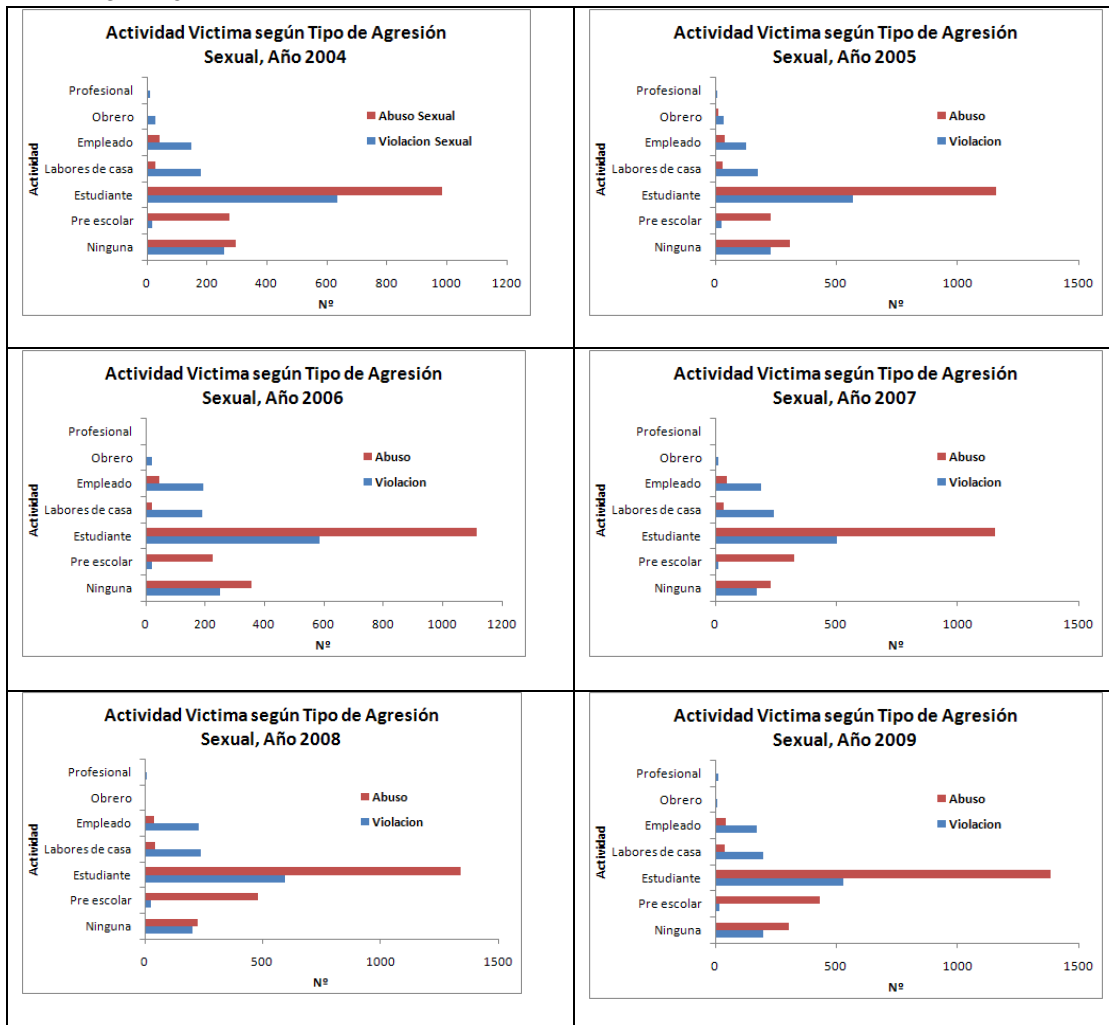 Actividad Victima según Tipo de Agresión
Sexual, Año 2004
Profesional
Obrero
Empleado
Labores de casa
Estudiante
Pre escolar
Ninguna
Actividad
Abuso Sexual
Violacion Sexual
0 200 400 600 800 1000 1200
Nº
Actividad Victima según Tipo de Agresión
Sexual, Año 2005
Profesional
Obrero
Empleado
Labores de casa
Estudiante
Pre escolar
Ninguna
Actividad
Abuso
Violacion
0 500 1000 1500
Nº
Actividad Victima según Tipo de Agresión
Sexual, Año 2006
Profesional
Obrero
Empleado
Labores de casa
Estudiante
Pre escolar
Ninguna
Actividad
Abuso
Violacion
0 200 400 600 800 1000 1200
Nº
Actividad Victima según Tipo de Agresión
Sexual, Año 2007
Profesional
Obrero
Empleado
Labores de casa
Estudiante
Pre escolar
Ninguna
Actividad
Abuso
Violacion
0 500 1000 1500
Nº
Actividad Victima según Tipo de Agresión
Sexual, Año 2008
Profesional
Obrero
Empleado
Labores de casa
Estudiante
Pre escolar
Ninguna
Actividad
Abuso
Violacion
0 500 1000 1500
Nº
Actividad Victima según Tipo de Agresión
Sexual, Año 2009
Profesional
Obrero
Empleado
Labores de casa
Estudiante
Pre escolar
Ninguna
Actividad
Abuso
Violacion
0 500 1000 1500
Nº